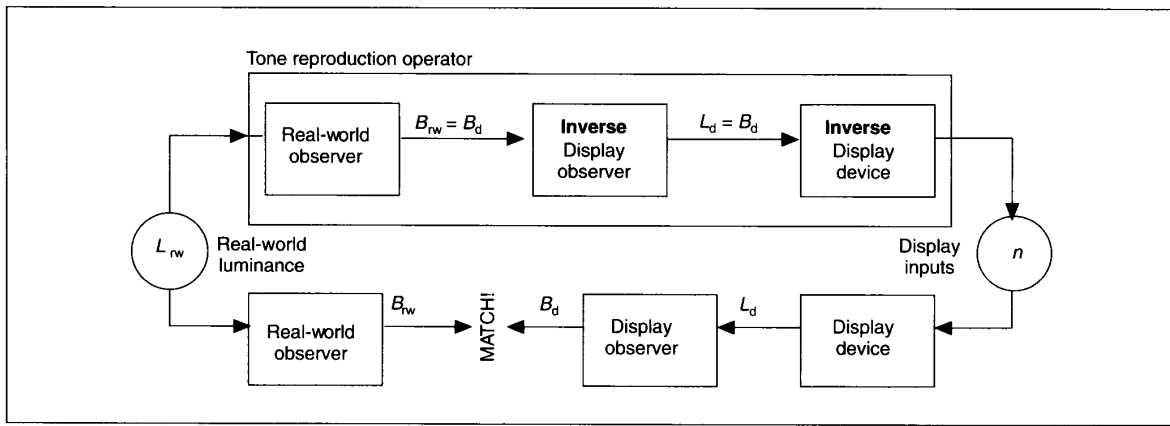 Tone reproduction operator
Real-world
observer
B_rw = B_d
Inverse
Display
observer
L_d = B_d
Inverse
Display
device
L_rw
Real-world
luminance
Display
inputs
n
Real-world
observer
B_rw
MATCH!
B_d
Display
observer
L_d
Display
device